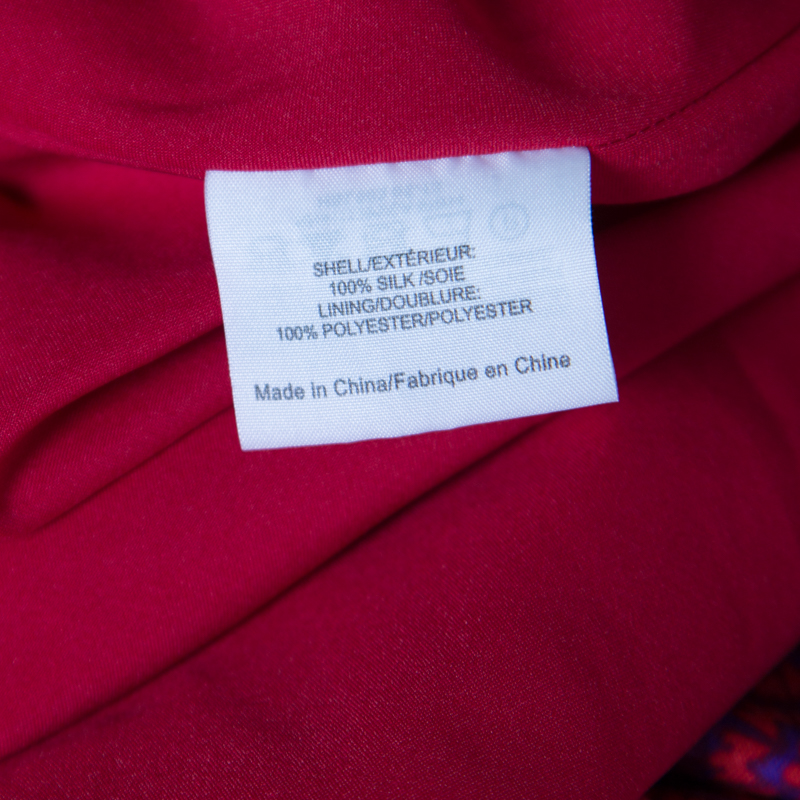 SHELL/EXTÉRIEUR:
100% SILK /SOIE
LINING/DOUBLURE:
100% POLYESTER/POLYESTER
Made in China/Fabrique en Chine